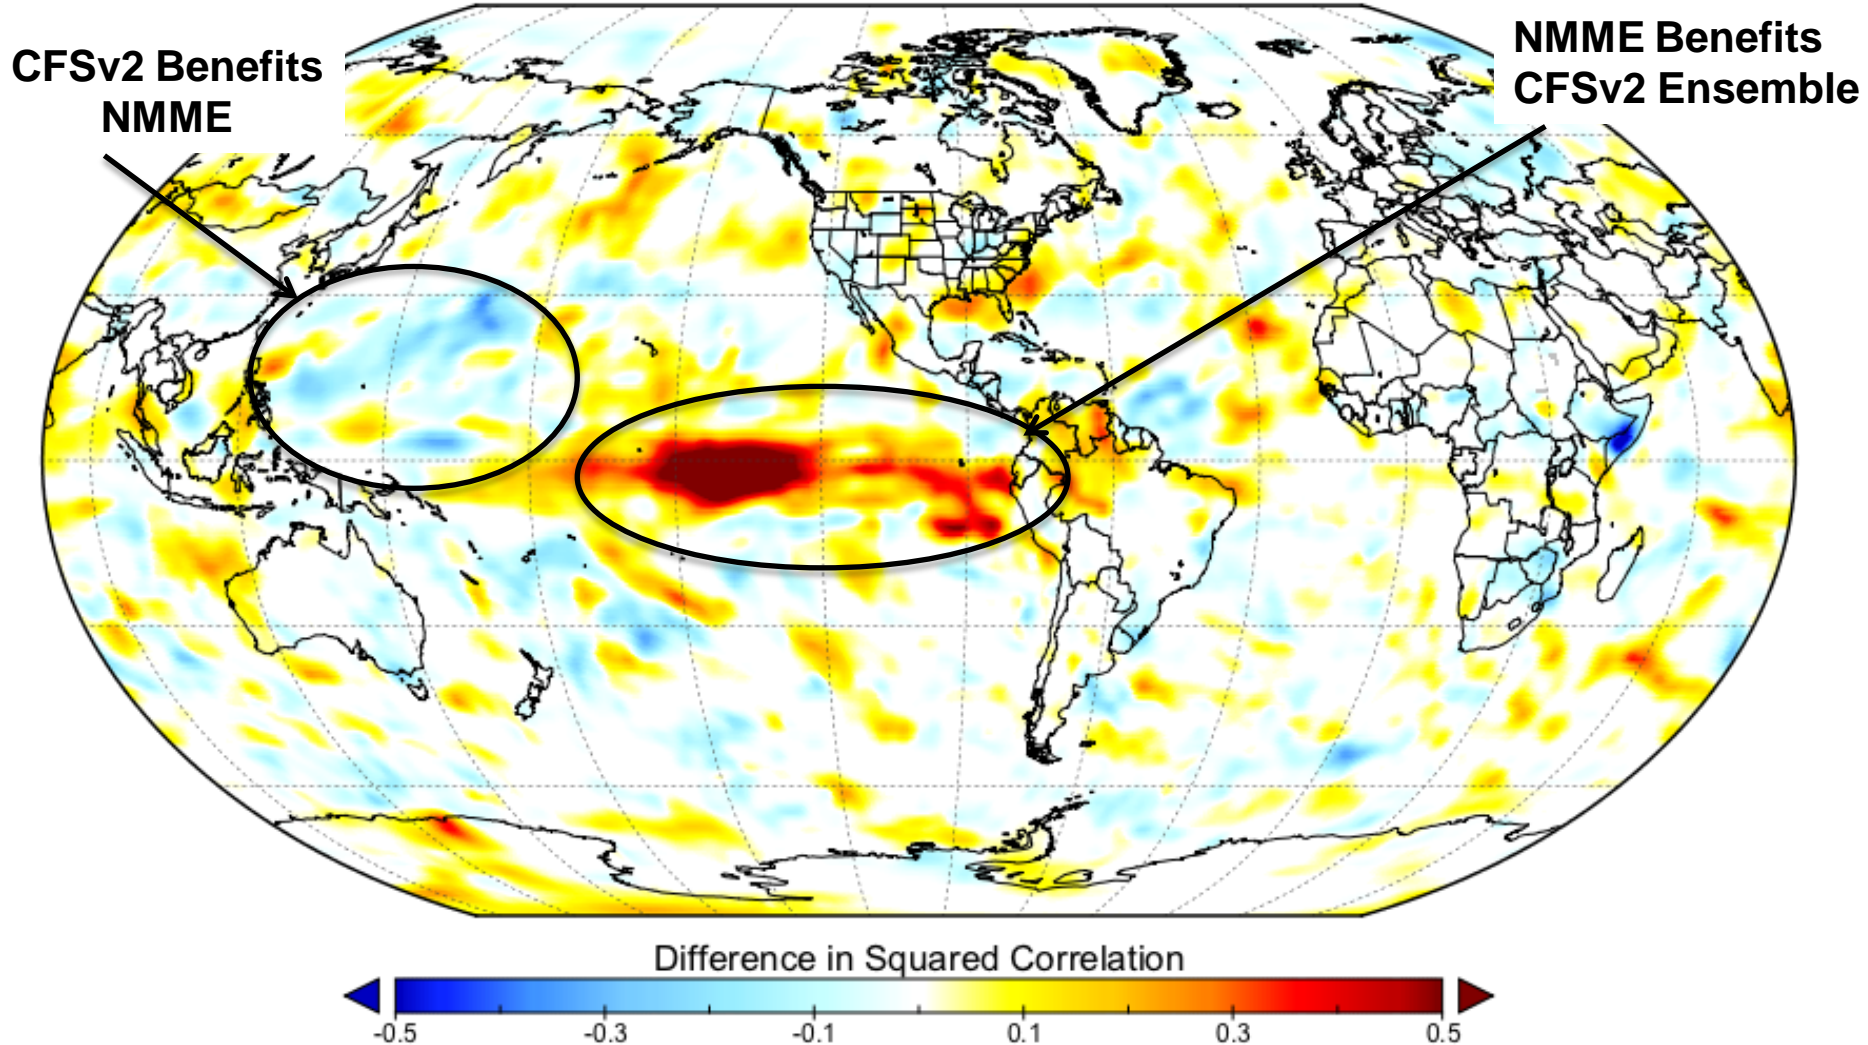 CFSv2 Benefits
NMME
NMME Benefits
CFSv2 Ensemble
Difference in Squared Correlation
-0.5 -0.3 -0.1 0.1 0.3 0.5